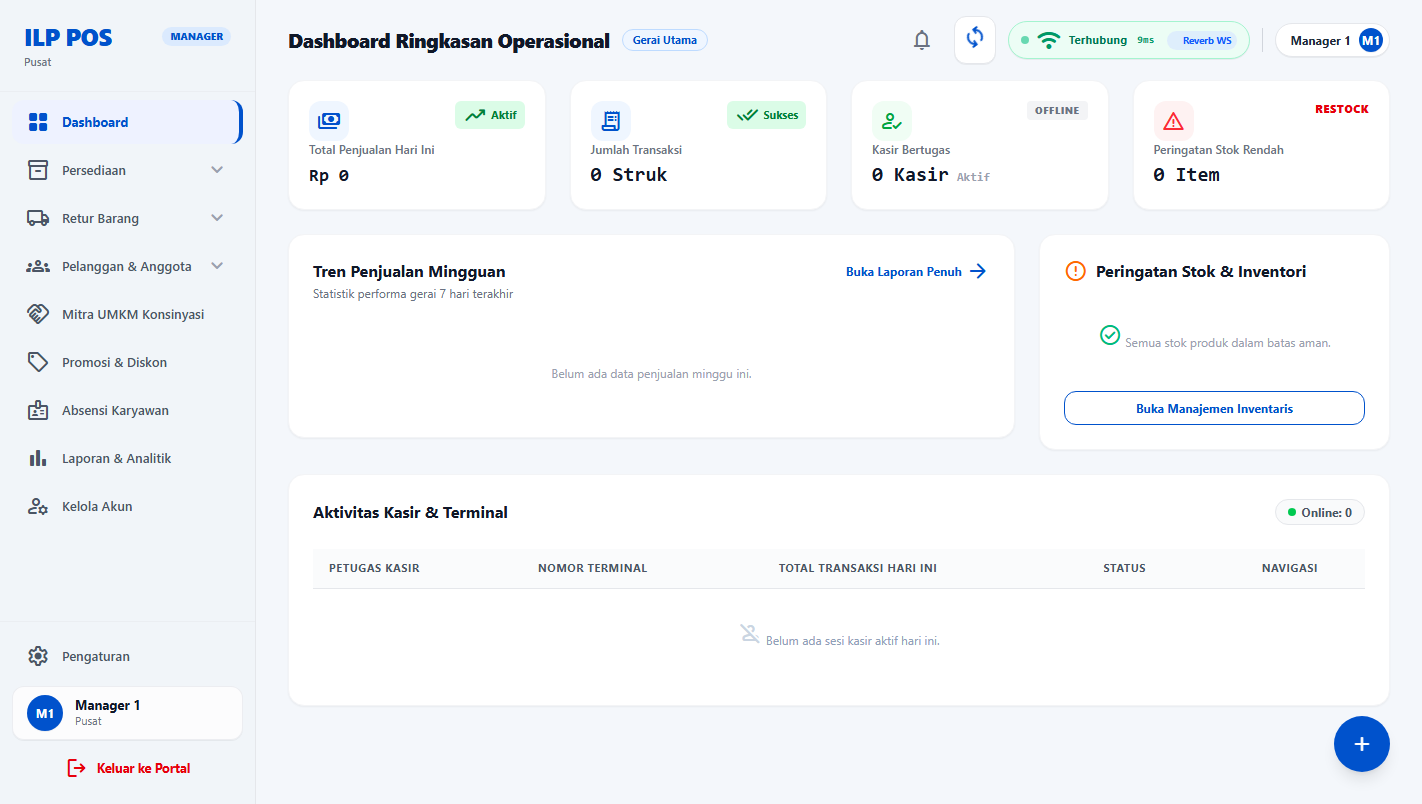 ILP POS
MANAGER
Pusat
Dashboard
Persediaan
Retur Barang
Pelanggan & Anggota
Mitra UMKM Konsinyasi
Promosi & Diskon
Absensi Karyawan
Laporan & Analitik
Kelola Akun
Pengaturan
M1
Manager 1
Pusat
Keluar ke Portal
Dashboard Ringkasan Operasional
Gerai Utama
Terhubung 9ms Reverb WS
Manager 1 M1
Aktif
Total Penjualan Hari Ini
Rp 0
Sukses
Jumlah Transaksi
0 Struk
OFFLINE
Kasir Bertugas
0 Kasir Aktif
RESTOCK
Peringatan Stok Rendah
0 Item
Tren Penjualan Mingguan
Statistik performa gerai 7 hari terakhir
Buka Laporan Penuh
Belum ada data penjualan minggu ini.
Peringatan Stok & Inventori
Semua stok produk dalam batas aman.
Buka Manajemen Inventaris
Aktivitas Kasir & Terminal
Online: 0
PETUGAS KASIR NOMOR TERMINAL TOTAL TRANSAKSI HARI INI STATUS NAVIGASI
Belum ada sesi kasir aktif hari ini.
+